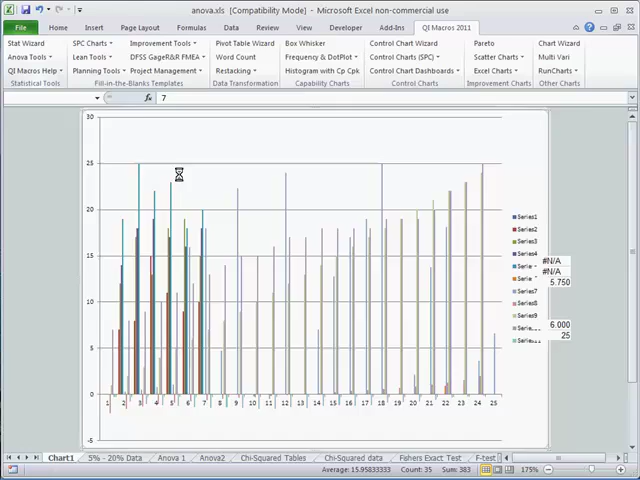 anova.xls [Compatibility Mode] - Microsoft Excel non-commercial use
File Home Insert Page Layout Formulas Data Review View Developer Add-Ins QI Macros 2011
Stat Wizard SPC Charts Improvement Tools Pivot Table Wizard Box Whisker Control Chart Wizard Pareto Chart Wizard
Anova Tools Lean Tools DFSS GageR&R FMEA Word Count Frequency & DotPlot Control Charts (SPC) Scatter Charts Multi Vari
QI Macros Help Planning Tools Project Management Restacking Histogram with Cp Cpk Control Chart Dashboards Excel Charts RunCharts
Statistical Tools Fill-in-the-Blanks Templates Data Capability Charts Control Charts Other Charts
fx 7
30
25
20
15
10
5
0
-5
1 2 3 4 5 6 7 8 9 10 11 12 13 14 15 16 17 18 19 20 21 22 23 24 25
Series1
Series2
Series3
Series4
#N/A
#N/A
5.750
Series7
Series8
Series9
6.000
25
Chart1 5% - 20% Data Anova 1 Anova2 Chi-Squared Tables Chi-Squared data Fishers Exact Test F-test
Ready Average: 15.95833333 Count: 35 Sum: 383 175%